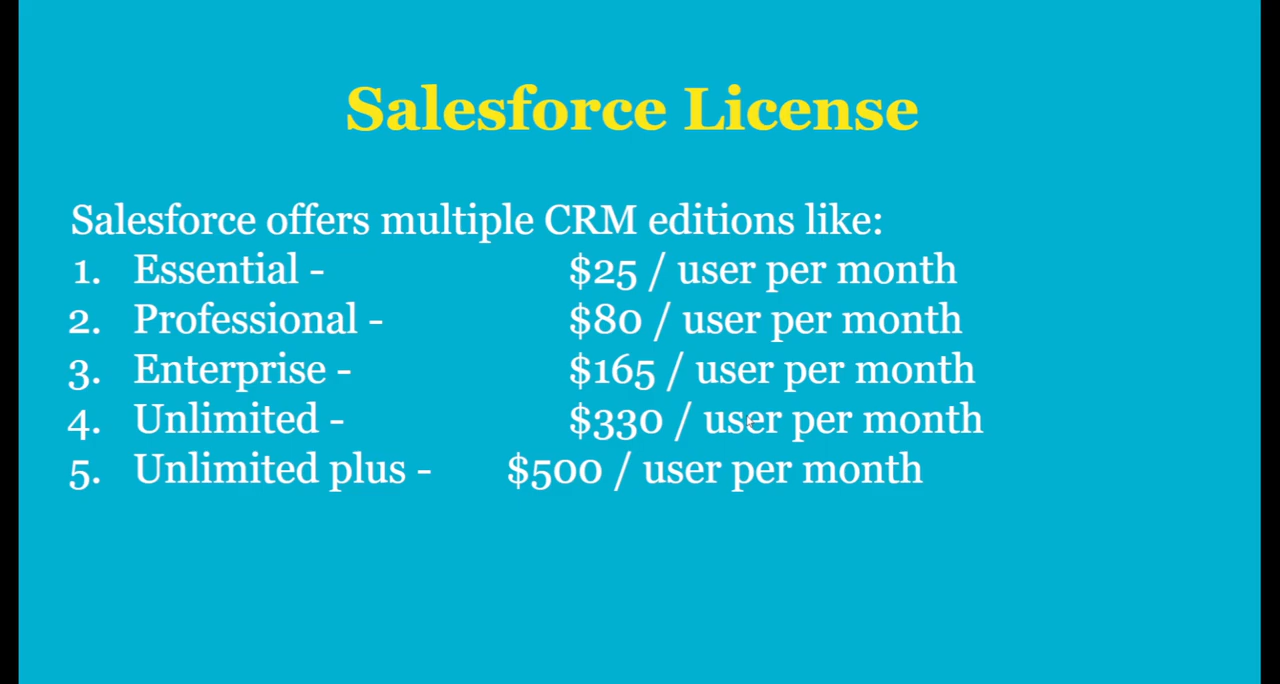 Salesforce License
Salesforce offers multiple CRM editions like:
1. Essential - $25 / user per month
2. Professional - $80 / user per month
3. Enterprise - $165 / user per month
4. Unlimited - $330 / user per month
5. Unlimited plus - $500 / user per month